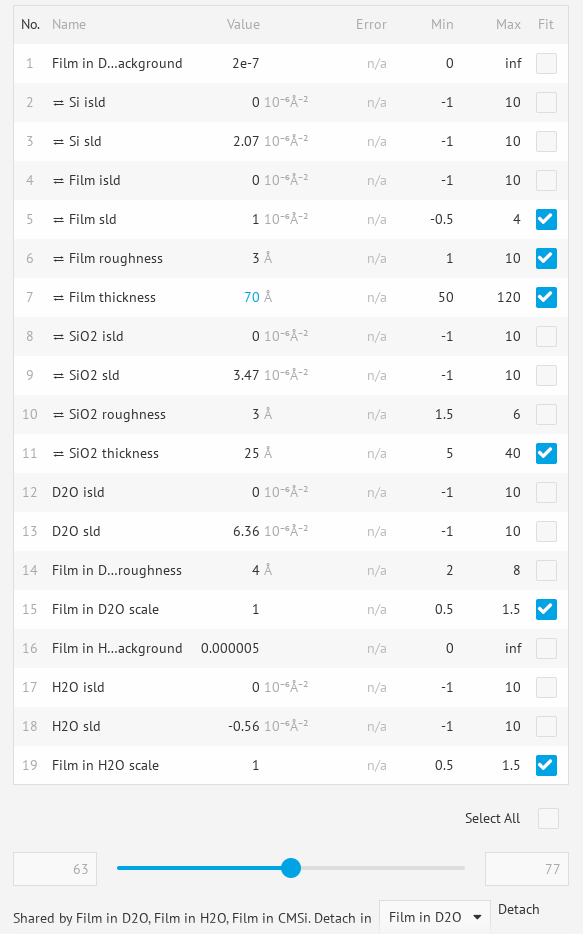 No. Name Value Error Min Max Fit
1 Film in D...ackground 2e-7 n/a 0 inf
2 ⇌ Si isld 0 10⁻⁶Å⁻² n/a -1 10
3 ⇌ Si sld 2.07 10⁻⁶Å⁻² n/a -1 10
4 ⇌ Film isld 0 10⁻⁶Å⁻² n/a -1 10
5 ⇌ Film sld 1 10⁻⁶Å⁻² n/a -0.5 4
6 ⇌ Film roughness 3 Å n/a 1 10
7 ⇌ Film thickness 70 Å n/a 50 120
8 ⇌ SiO2 isld 0 10⁻⁶Å⁻² n/a -1 10
9 ⇌ SiO2 sld 3.47 10⁻⁶Å⁻² n/a -1 10
10 ⇌ SiO2 roughness 3 Å n/a 1.5 6
11 ⇌ SiO2 thickness 25 Å n/a 5 40
12 D2O isld 0 10⁻⁶Å⁻² n/a -1 10
13 D2O sld 6.36 10⁻⁶Å⁻² n/a -1 10
14 Film in D...roughness 4 Å n/a 2 8
15 Film in D2O scale 1 n/a 0.5 1.5
16 Film in H...ackground 0.000005 n/a 0 inf
17 H2O isld 0 10⁻⁶Å⁻² n/a -1 10
18 H2O sld -0.56 10⁻⁶Å⁻² n/a -1 10
19 Film in H2O scale 1 n/a 0.5 1.5
Select All
63 77
Shared by Film in D2O, Film in H2O, Film in CMSi. Detach in Film in D2O Detach